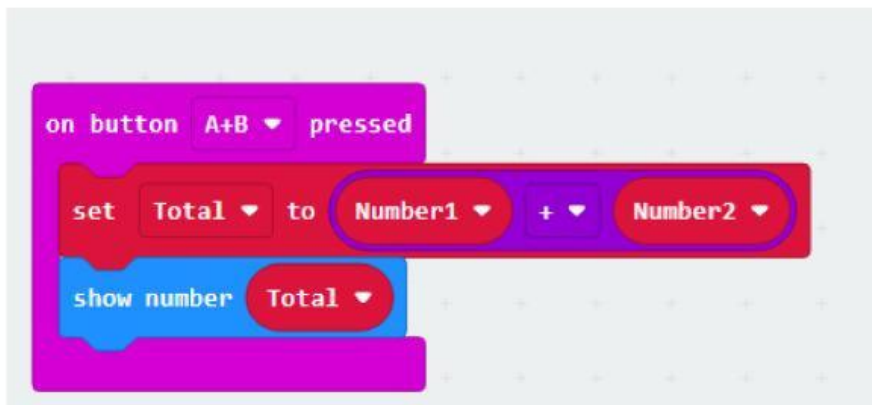 on button A+B pressed
set Total to Number1 + Number2
show number Total